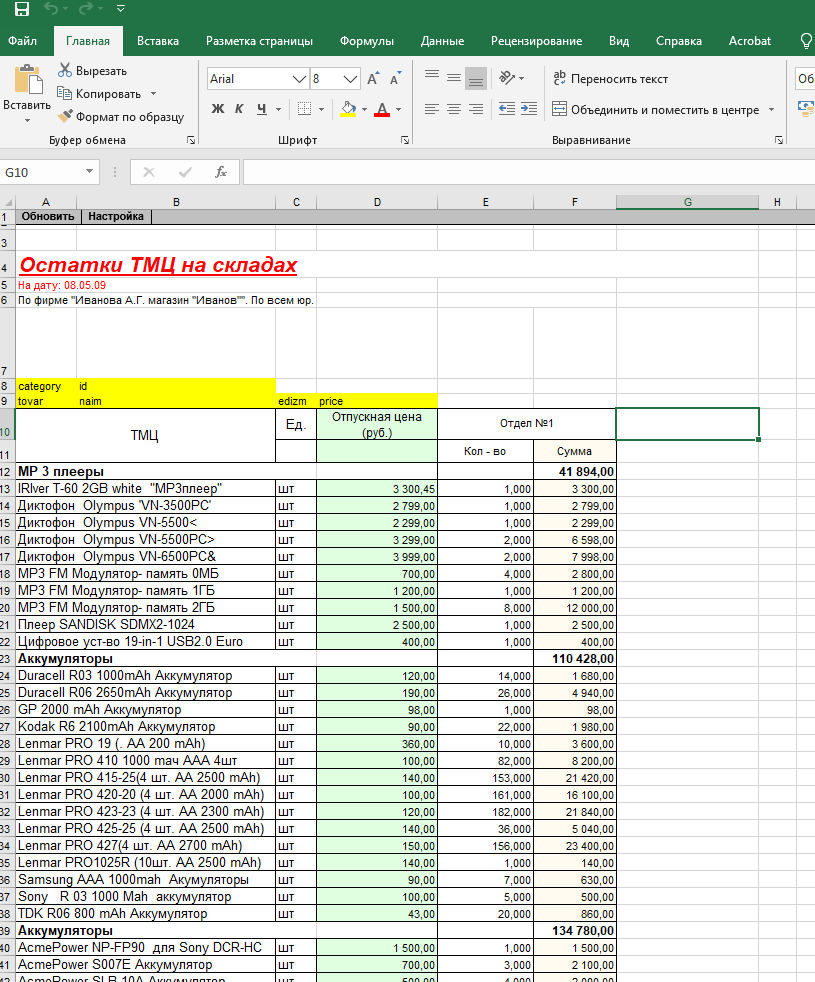 Файл Главная Вставка Разметка страницы Формулы Данные Рецензирование Вид Справка Acrobat
Вставить
Вырезать
Копировать
Формат по образцу
Буфер обмена
Arial 8
Ж К Ч
Шрифт
Переносить текст
Объединить и поместить в центре
Выравнивание
Об
G10 fx
A B C D E F G H
1 Обновить Настройка
3
4 Остатки ТМЦ на складах
5 На дату: 08.05.09
6 По фирме "Иванова А.Г. магазин "Иванов"". По всем юр.
7
8 category id
9 tovar naim edizm price
10 ТМЦ Ед. Отпускная цена (руб.) Отдел №1
11 Кол - во Сумма
12 MP 3 плееры 41 894,00
13 IRIver T-60 2GB white "MP3плеер" шт 3 300,45 1,000 3 300,00
14 Диктофон Olympus 'VN-3500PC' шт 2 799,00 1,000 2 799,00
15 Диктофон Olympus VN-5500< шт 2 299,00 1,000 2 299,00
16 Диктофон Olympus VN-5500PC> шт 3 299,00 2,000 6 598,00
17 Диктофон Olympus VN-6500PC& шт 3 999,00 2,000 7 998,00
18 MP3 FM Модулятор- память 0МБ шт 700,00 4,000 2 800,00
19 MP3 FM Модулятор- память 1ГБ шт 1 200,00 1,000 1 200,00
20 MP3 FM Модулятор- память 2ГБ шт 1 500,00 8,000 12 000,00
21 Плеер SANDISK SDMX2-1024 шт 2 500,00 1,000 2 500,00
22 Цифровое уст-во 19-in-1 USB2.0 Euro шт 400,00 1,000 400,00
23 Аккумуляторы 110 428,00
24 Duracell R03 1000mAh Аккумулятор шт 120,00 14,000 1 680,00
25 Duracell R06 2650mAh Аккумулятор шт 190,00 26,000 4 940,00
26 GP 2000 mAh Аккумулятор шт 98,00 1,000 98,00
27 Kodak R6 2100mAh Аккумулятор шт 90,00 22,000 1 980,00
28 Lenmar PRO 19 (. AA 200 mAh) шт 360,00 10,000 3 600,00
29 Lenmar PRO 410 1000 мач AAA 4шт шт 100,00 82,000 8 200,00
30 Lenmar PRO 415-25(4 шт. AA 2500 mAh) шт 140,00 153,000 21 420,00
31 Lenmar PRO 420-20 (4 шт. AA 2000 mAh) шт 100,00 161,000 16 100,00
32 Lenmar PRO 423-23 (4 шт. AA 2300 mAh) шт 120,00 182,000 21 840,00
33 Lenmar PRO 425-25 (4 шт. AA 2500 mAh) шт 140,00 36,000 5 040,00
34 Lenmar PRO 427(4 шт. AA 2700 mAh) шт 150,00 156,000 23 400,00
35 Lenmar PRO1025R (10шт. AA 2500 mAh) шт 140,00 1,000 140,00
36 Samsung AAA 1000mah Акумуляторы шт 90,00 7,000 630,00
37 Sony R 03 1000 Mah аккумулятор шт 100,00 5,000 500,00
38 TDK R06 800 mAh Аккумулятор шт 43,00 20,000 860,00
39 Аккумуляторы 134 780,00
40 AcmePower NP-FP90 для Sony DCR-HC шт 1 500,00 1,000 1 500,00
41 AcmePower S007E Аккумулятор шт 700,00 3,000 2 100,00
42 AcmePower SLB 10A Аккумулятор шт 500,00 4,000 2 000,00